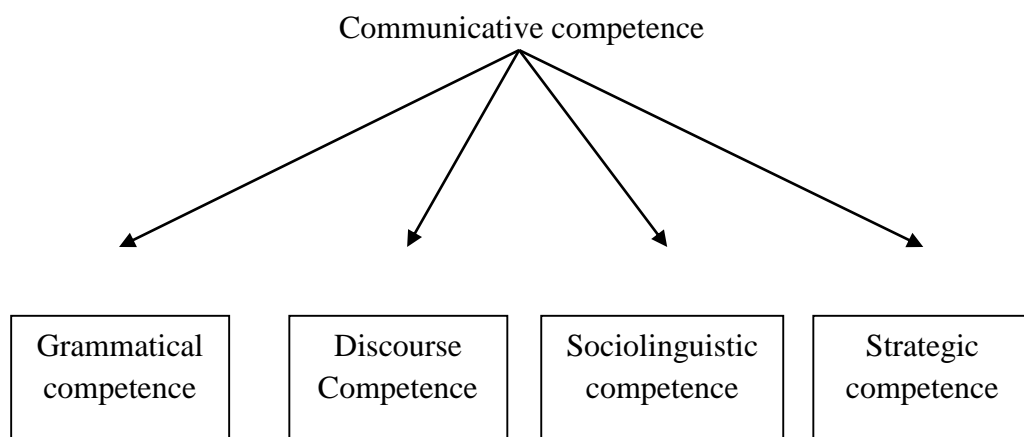 Communicative competence
Grammatical
competence
Discourse
Competence
Sociolinguistic
competence
Strategic
competence